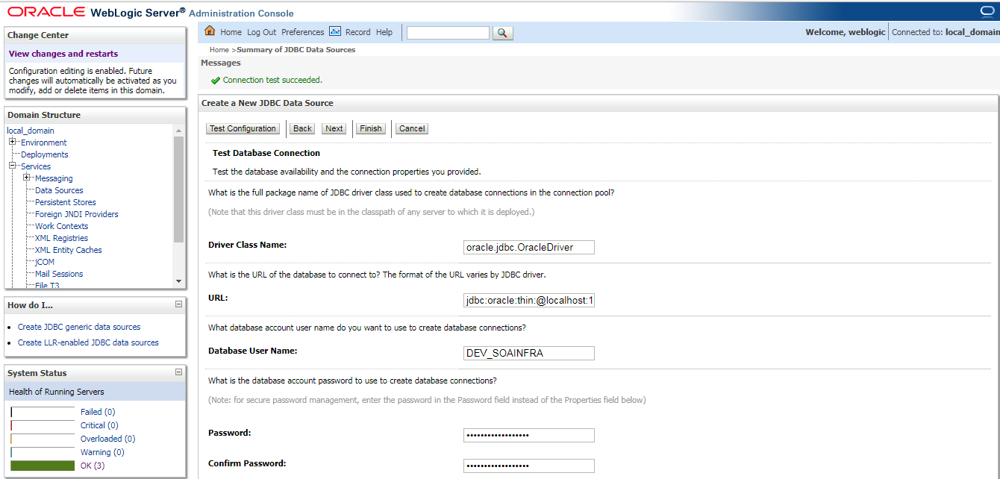 ORACLE WebLogic Server® Administration Console
Change Center
View changes and restarts
Configuration editing is enabled. Future
changes will automatically be activated as you
modify, add or delete items in this domain.
Domain Structure
local_domain
Environment
Deployments
Services
Messaging
Data Sources
Persistent Stores
Foreign JNDI Providers
Work Contexts
XML Registries
XML Entity Caches
jCOM
Mail Sessions
File T3
How do I...
Create JDBC generic data sources
Create LLR-enabled JDBC data sources
System Status
Health of Running Servers
Failed (0)
Critical (0)
Overloaded (0)
Warning (0)
OK (3)
Home Log Out Preferences Record Help
Welcome, weblogic Connected to: local_domain
Home >Summary of JDBC Data Sources
Messages
Connection test succeeded.
Create a New JDBC Data Source
Test Configuration Back Next Finish Cancel
Test Database Connection
Test the database availability and the connection properties you provided.
What is the full package name of JDBC driver class used to create database connections in the connection pool?
(Note that this driver class must be in the classpath of any server to which it is deployed.)
Driver Class Name: oracle.jdbc.OracleDriver
What is the URL of the database to connect to? The format of the URL varies by JDBC driver.
URL: jdbc:oracle:thin:@localhost:1
What database account user name do you want to use to create database connections?
Database User Name: DEV_SOAINFRA
What is the database account password to use to create database connections?
(Note: for secure password management, enter the password in the Password field instead of the Properties field below)
Password: ••••••••••••••••••
Confirm Password: ••••••••••••••••••